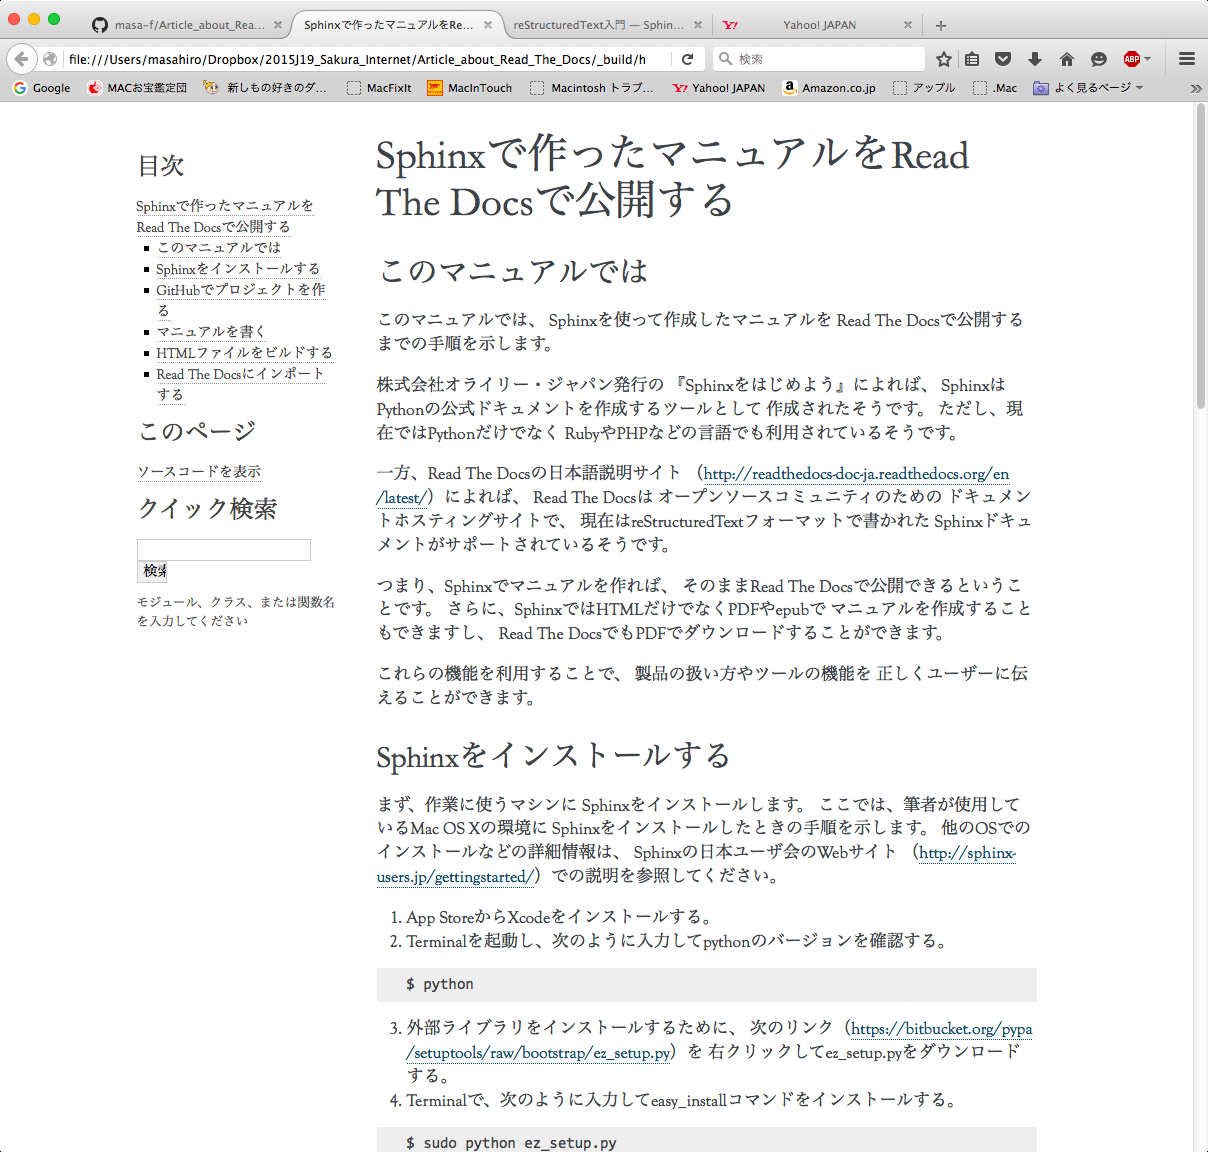 masa-f/Article_about_Rea...
Sphinxで作ったマニュアルをRe...
reStructuredText入門 — Sphin...
Yahoo! JAPAN
file:///Users/masahiro/Dropbox/2015J19_Sakura_Internet/Article_about_Read_The_Docs/_build/h
検索
ABP
Google
MACお宝鑑定団
新しもの好きのダ...
MacFixIt
MacInTouch
Macintosh トラブ...
Yahoo! JAPAN
Amazon.co.jp
アップル
.Mac
よく見るページ
目次
Sphinxで作ったマニュアルを
Read The Docsで公開する
このマニュアルでは
Sphinxをインストールする
GitHubでプロジェクトを作
る
マニュアルを書く
HTMLファイルをビルドする
Read The Docsにインポート
する
このページ
ソースコードを表示
クイック検索
検索
モジュール、クラス、または関数名
を入力してください
Sphinxで作ったマニュアルをRead
The Docsで公開する
このマニュアルでは
このマニュアルでは、 Sphinxを使って作成したマニュアルを Read The Docsで公開する
までの手順を示します。
株式会社オライリー・ジャパン発行の 『Sphinxをはじめよう』によれば、 Sphinxは
Pythonの公式ドキュメントを作成するツールとして 作成されたそうです。 ただし、現
在ではPythonだけでなく RubyやPHPなどの言語でも利用されているそうです。
一方、Read The Docsの日本語説明サイト （http://readthedocs-doc-ja.readthedocs.org/en
/latest/）によれば、 Read The Docsは オープンソースコミュニティのための ドキュメン
トホスティングサイトで、 現在はreStructuredTextフォーマットで書かれた Sphinxドキュ
メントがサポートされているそうです。
つまり、Sphinxでマニュアルを作れば、 そのままRead The Docsで公開できるというこ
とです。 さらに、SphinxではHTMLだけでなくPDFやepubで マニュアルを作成すること
もできますし、 Read The DocsでもPDFでダウンロードすることができます。
これらの機能を利用することで、 製品の扱い方やツールの機能を 正しくユーザーに伝
えることができます。
Sphinxをインストールする
まず、作業に使うマシンに Sphinxをインストールします。 ここでは、筆者が使用して
いるMac OS Xの環境に Sphinxをインストールしたときの手順を示します。 他のOSでの
インストールなどの詳細情報は、 Sphinxの日本ユーザ会のWebサイト （http://sphinx-
users.jp/gettingstarted/）での説明を参照してください。
1. App StoreからXcodeをインストールする。
2. Terminalを起動し、次のように入力してpythonのバージョンを確認する。
$ python
3. 外部ライブラリをインストールするために、 次のリンク（https://bitbucket.org/pypa
/setuptools/raw/bootstrap/ez_setup.py）を 右クリックしてez_setup.pyをダウンロード
する。
4. Terminalで、次のように入力してeasy_installコマンドをインストールする。
$ sudo python ez_setup.py